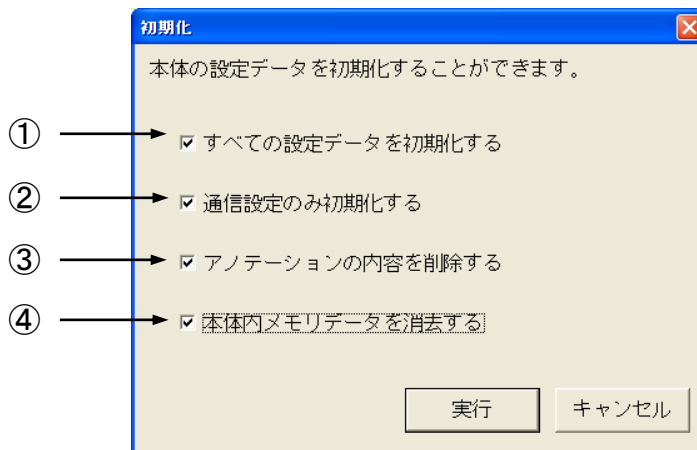 初期化
本体の設定データを初期化することができます。
① すべての設定データを初期化する
② 通信設定のみ初期化する
③ アノテーションの内容を削除する
④ 本体内メモリデータを消去する
実行 キャンセル